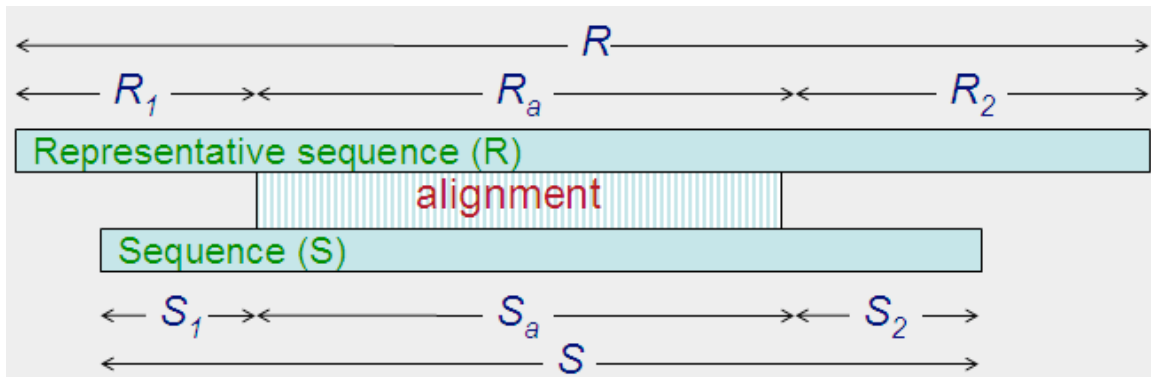 R
R1 Ra R2
Representative sequence (R)
alignment
Sequence (S)
S1 Sa S2
S